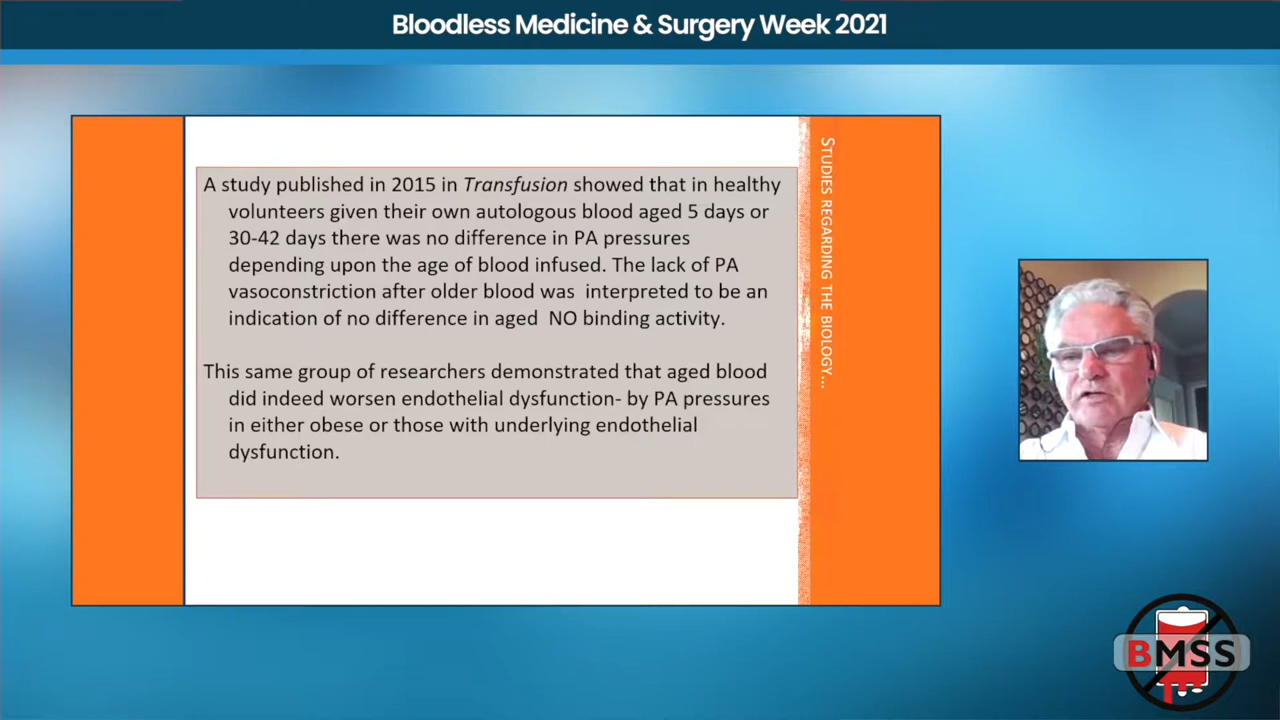 Bloodless Medicine & Surgery Week 2021
A study published in 2015 in Transfusion showed that in healthy
volunteers given their own autologous blood aged 5 days or
30-42 days there was no difference in PA pressures
depending upon the age of blood infused. The lack of PA
vasoconstriction after older blood was interpreted to be an
indication of no difference in aged NO binding activity.
This same group of researchers demonstrated that aged blood
did indeed worsen endothelial dysfunction- by PA pressures
in either obese or those with underlying endothelial
dysfunction.
STUDIES REGARDING THE BIOLOGY...
BMSS